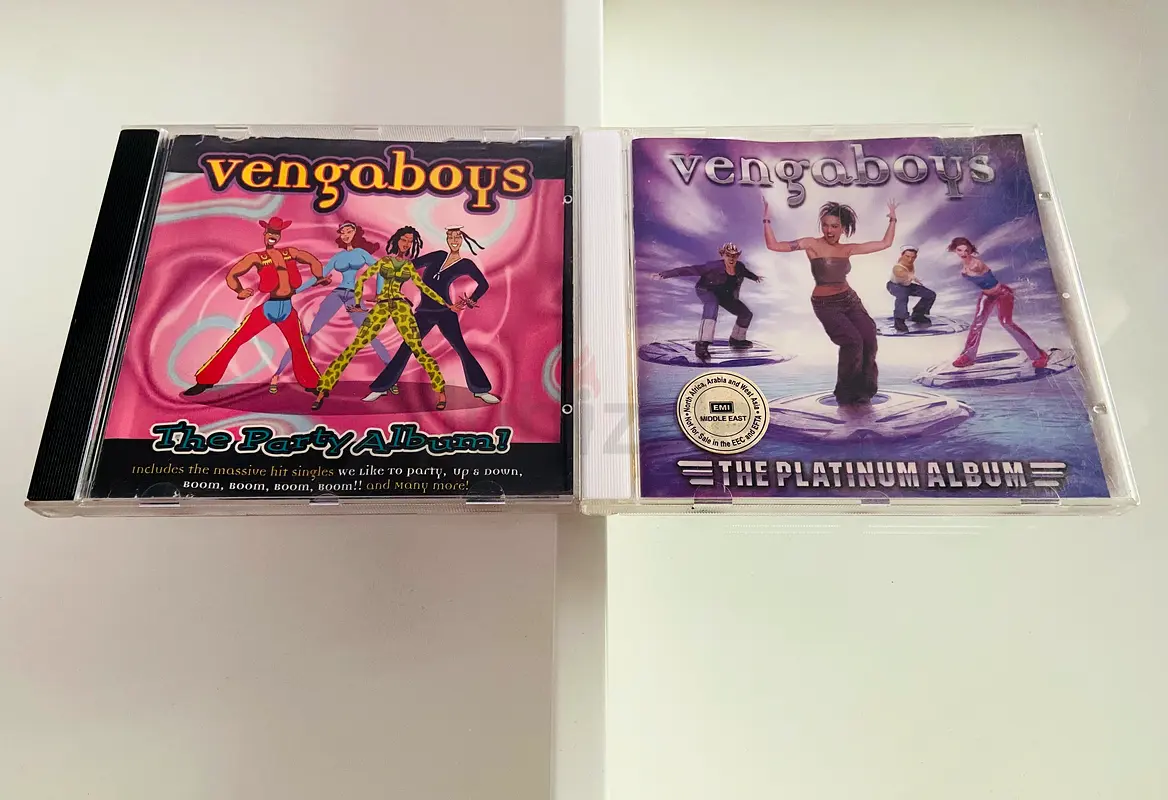 vengaboys
The Party Album!
Includes the massive hit singles We Like To Party, Up & Down,
Boom, Boom, Boom, Boom!! and Many more!
vengaboys
North Africa, Arabia and West Asia
EMI
MIDDLE EAST
Not for Sale in the EEC and EFTA
THE PLATINUM ALBUM